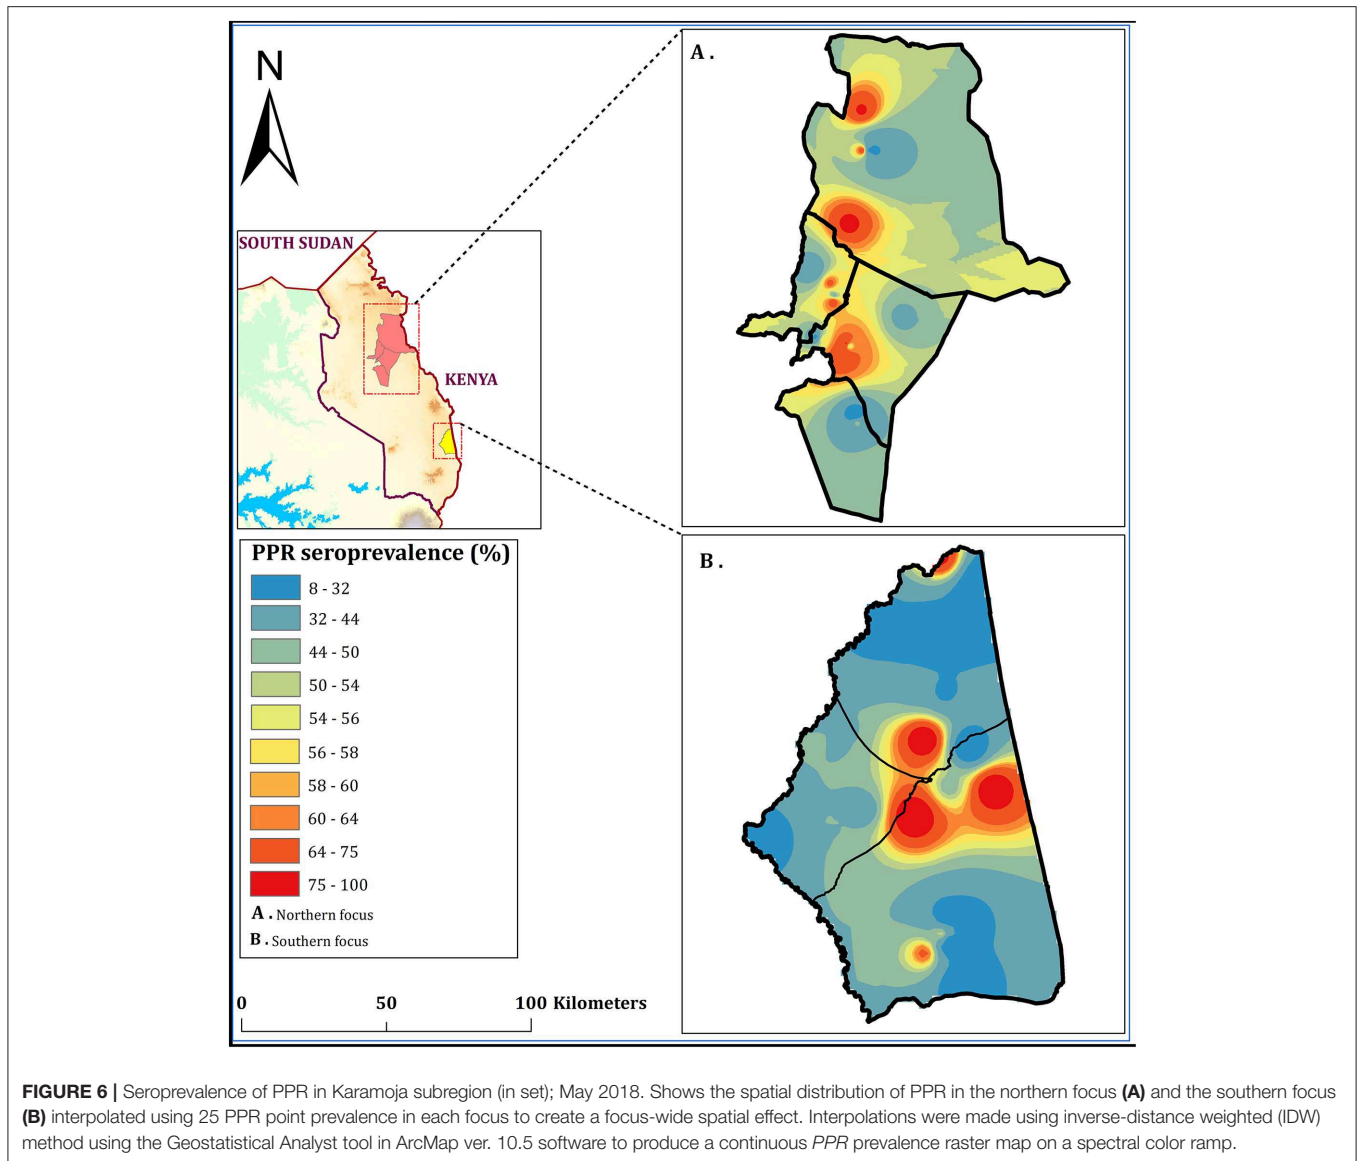 N
SOUTH SUDAN
KENYA
A .
B .
PPR seroprevalence (%)
8 - 32
32 - 44
44 - 50
50 - 54
54 - 56
56 - 58
58 - 60
60 - 64
64 - 75
75 - 100
A . Northern focus
B . Southern focus
0 50 100 Kilometers
FIGURE 6 | Seroprevalence of PPR in Karamoja subregion (in set); May 2018. Shows the spatial distribution of PPR in the northern focus (A) and the southern focus
(B) interpolated using 25 PPR point prevalence in each focus to create a focus-wide spatial effect. Interpolations were made using inverse-distance weighted (IDW)
method using the Geostatistical Analyst tool in ArcMap ver. 10.5 software to produce a continuous PPR prevalence raster map on a spectral color ramp.